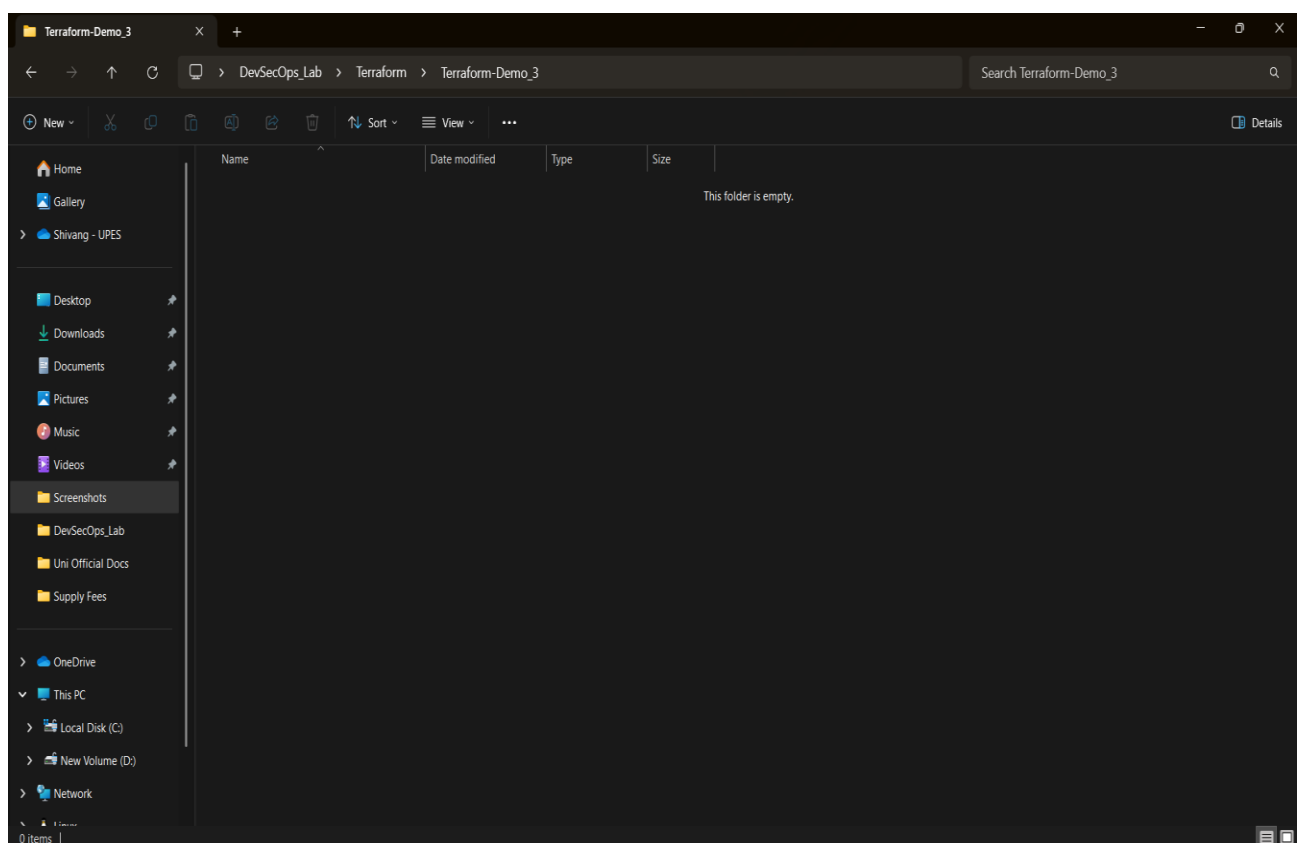 Terraform-Demo_3
DevSecOps_Lab > Terraform > Terraform-Demo_3
Search Terraform-Demo_3
New
Sort
View
Details
Name
Date modified
Type
Size
This folder is empty.
Home
Gallery
Shivang - UPES
Desktop
Downloads
Documents
Pictures
Music
Videos
Screenshots
DevSecOps_Lab
Uni Official Docs
Supply Fees
OneDrive
This PC
Local Disk (C:)
New Volume (D:)
Network
0 items